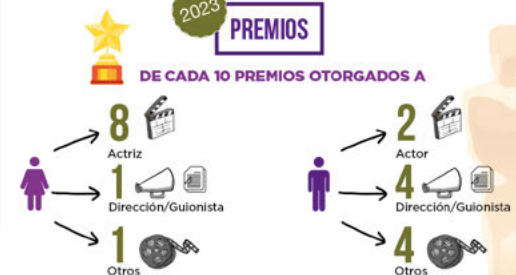 2023
PREMIOS
DE CADA 10 PREMIOS OTORGADOS A
8
Actriz
1
Dirección/Guionista
1
Otros
2
Actor
4
Dirección/Guionista
4
Otros